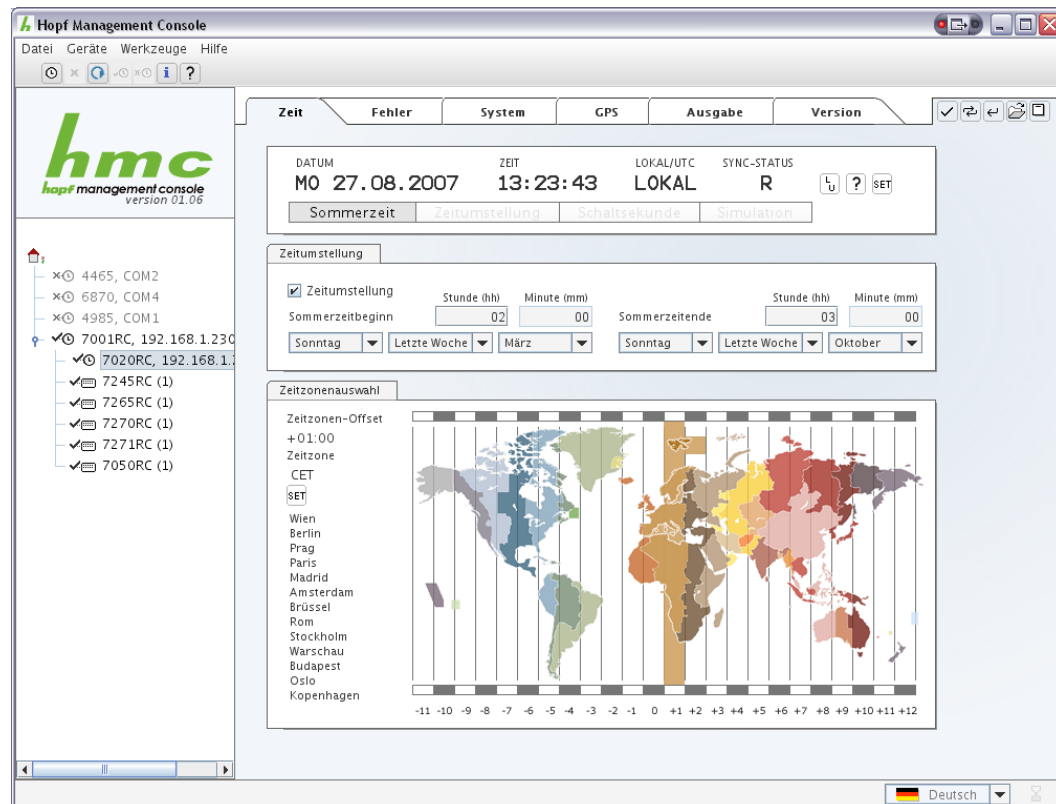 Hopf Management Console
Datei Geräte Werkzeuge Hilfe
hmc
hopf management console
version 01.06
4465, COM2
6870, COM4
4985, COM1
7001RC, 192.168.1.230
7020RC, 192.168.1.
7245RC (1)
7265RC (1)
7270RC (1)
7271RC (1)
7050RC (1)
Zeit Fehler System GPS Ausgabe Version
DATUM ZEIT LOKAL/UTC SYNC-STATUS
MO 27.08.2007 13:23:43 LOKAL R L U ? SET
Sommerzeit Zeitumstellung Schaltsekunde Simulation
Zeitumstellung
Zeitumstellung
Stunde (hh) Minute (mm) Stunde (hh) Minute (mm)
Sommerzeitbeginn 02 00 Sommerzeitende 03 00
Sonntag Letzte Woche März Sonntag Letzte Woche Oktober
Zeitzonenauswahl
Zeitzonen-Offset
+01:00
Zeitzone
CET
SET
Wien
Berlin
Prag
Paris
Madrid
Amsterdam
Brüssel
Rom
Stockholm
Warschau
Budapest
Oslo
Kopenhagen
-11 -10 -9 -8 -7 -6 -5 -4 -3 -2 -1 0 +1 +2 +3 +4 +5 +6 +7 +8 +9 +10 +11 +12
Deutsch